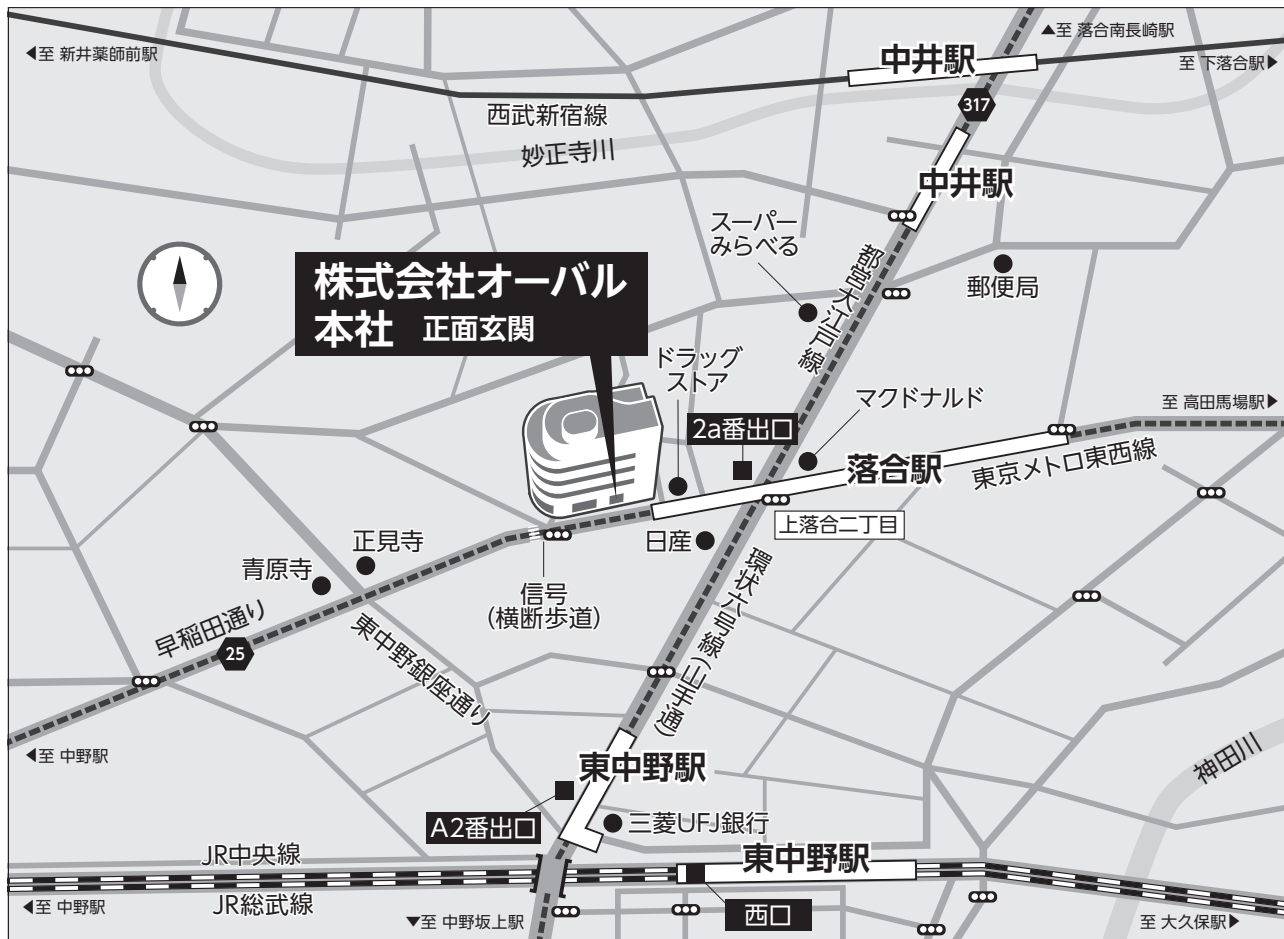 ▲至 落合南長崎駅
◀至 新井薬師前駅
中井駅
至 下落合駅▶
317
西武新宿線
妙正寺川
中井駅
スーパー
みらべる
都営大江戸線
郵便局
株式会社オーバル
本社 正面玄関
ドラッグ
ストア
マクドナルド
至 高田馬場駅▶
2a番出口
落合駅
東京メトロ東西線
上落合二丁目
日産
正見寺
青原寺
信号
(横断歩道)
環状六号線(山手通)
早稲田通り
25
東中野銀座通り
◀至 中野駅
東中野駅
神田川
A2番出口
三菱UFJ銀行
JR中央線
東中野駅
JR総武線
◀至 中野駅
▼至 中野坂上駅
西口
至 大久保駅▶